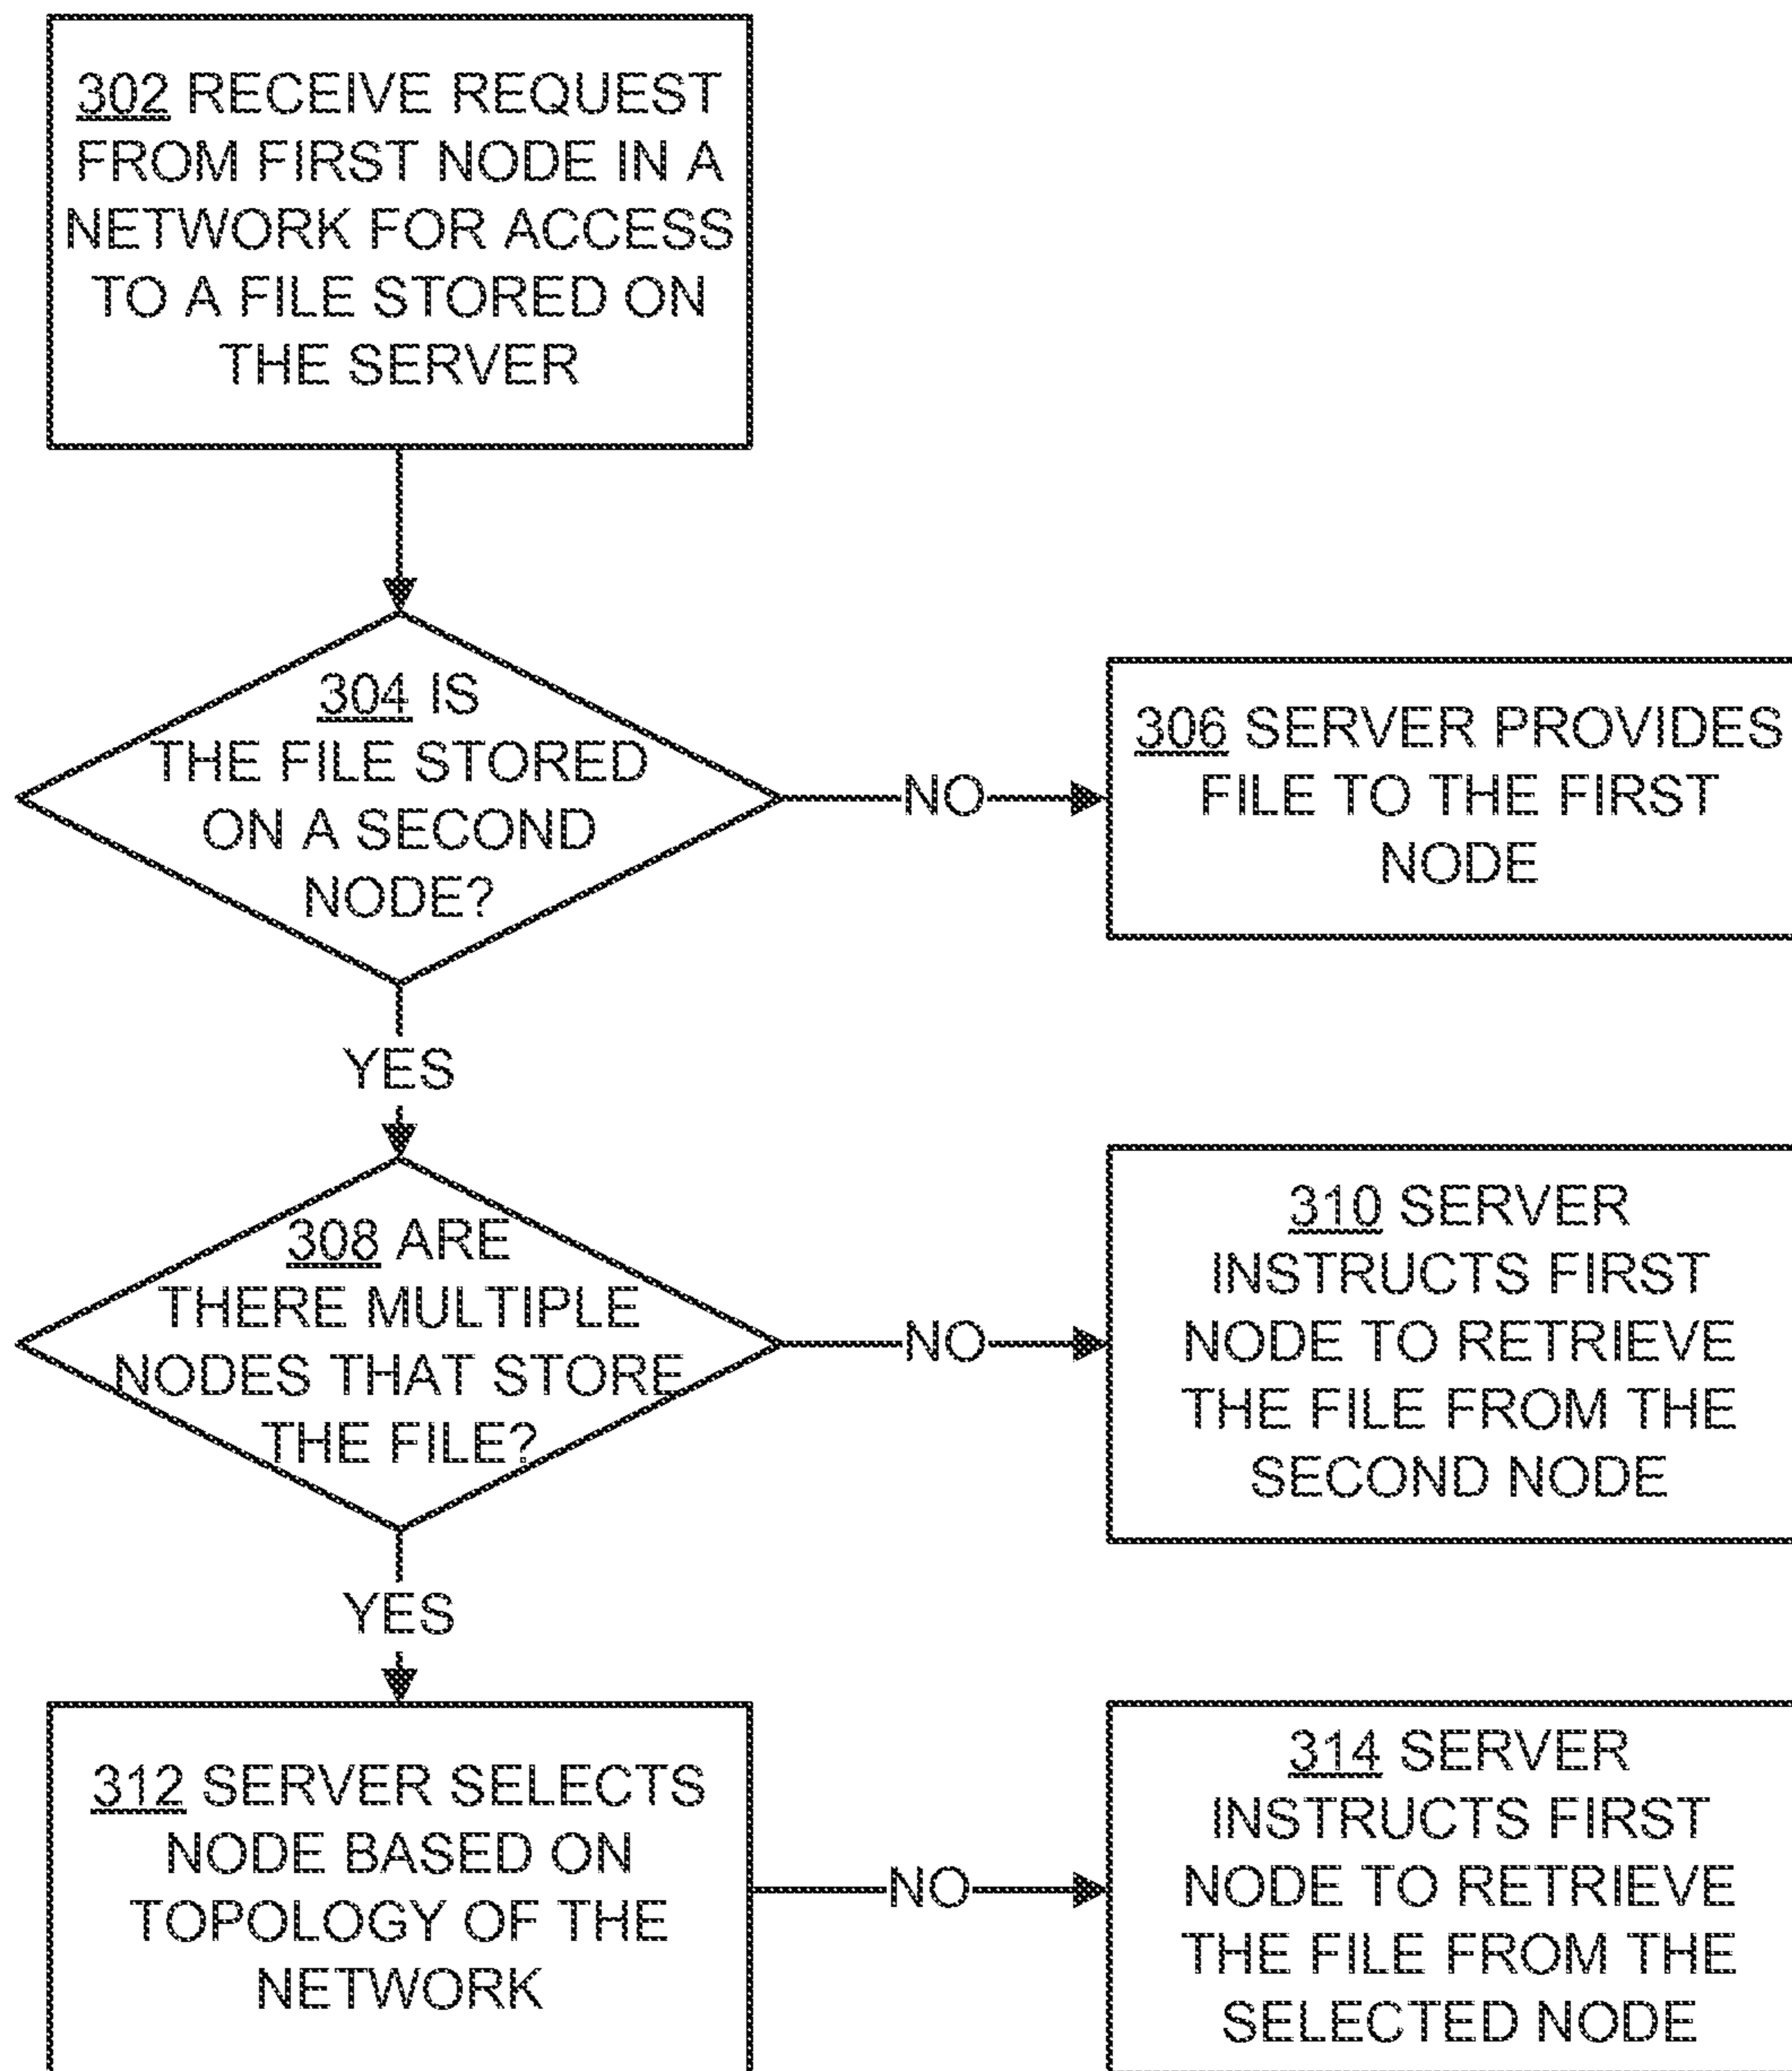 302 RECEIVE REQUEST
FROM FIRST NODE IN A
NETWORK FOR ACCESS
TO A FILE STORED ON
THE SERVER
304 IS
THE FILE STORED
ON A SECOND
NODE?
NO
306 SERVER PROVIDES
FILE TO THE FIRST
NODE
YES
308 ARE
THERE MULTIPLE
NODES THAT STORE
THE FILE?
NO
310 SERVER
INSTRUCTS FIRST
NODE TO RETRIEVE
THE FILE FROM THE
SECOND NODE
YES
312 SERVER SELECTS
NODE BASED ON
TOPOLOGY OF THE
NETWORK
NO
314 SERVER
INSTRUCTS FIRST
NODE TO RETRIEVE
THE FILE FROM THE
SELECTED NODE